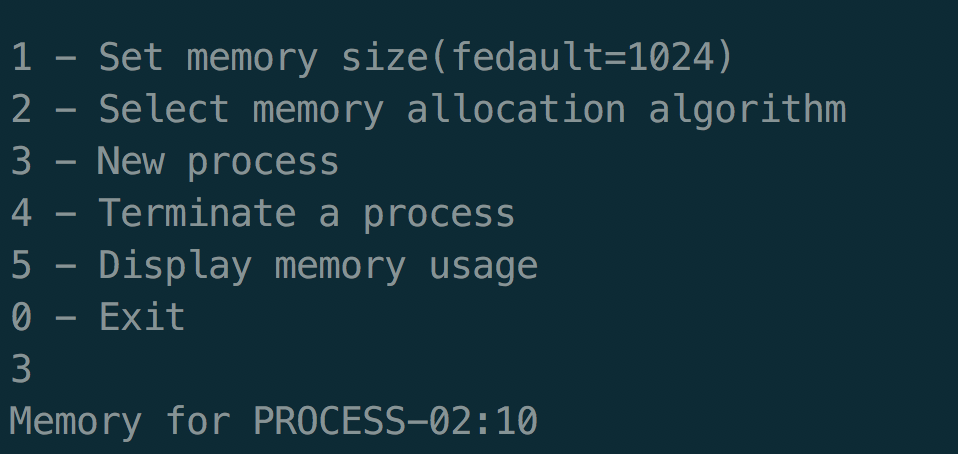 1 - Set memory size(fedault=1024)
2 - Select memory allocation algorithm
3 - New process
4 - Terminate a process
5 - Display memory usage
0 - Exit
3
Memory for PROCESS-02:10